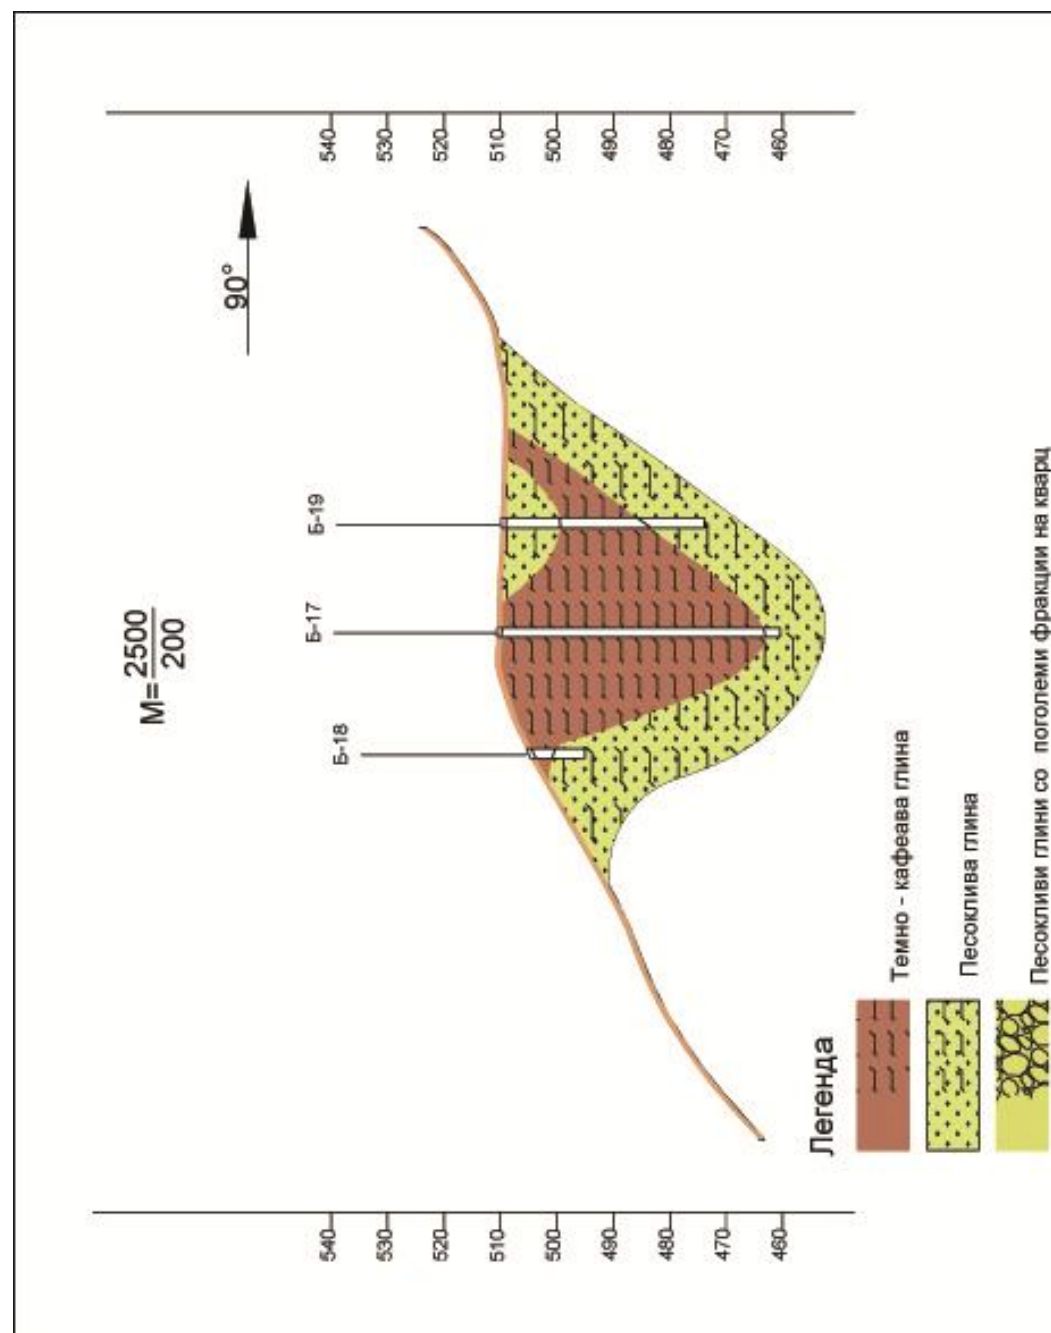 M=2500
200
90°
540
530
520
510
500
490
480
470
460
Б-18
Б-17
Б-19
540
530
520
510
500
490
480
470
460
Легенда
Темно - кафеава глина
Песоклива глина
Песокливи глини со поголеми фракции на кварц